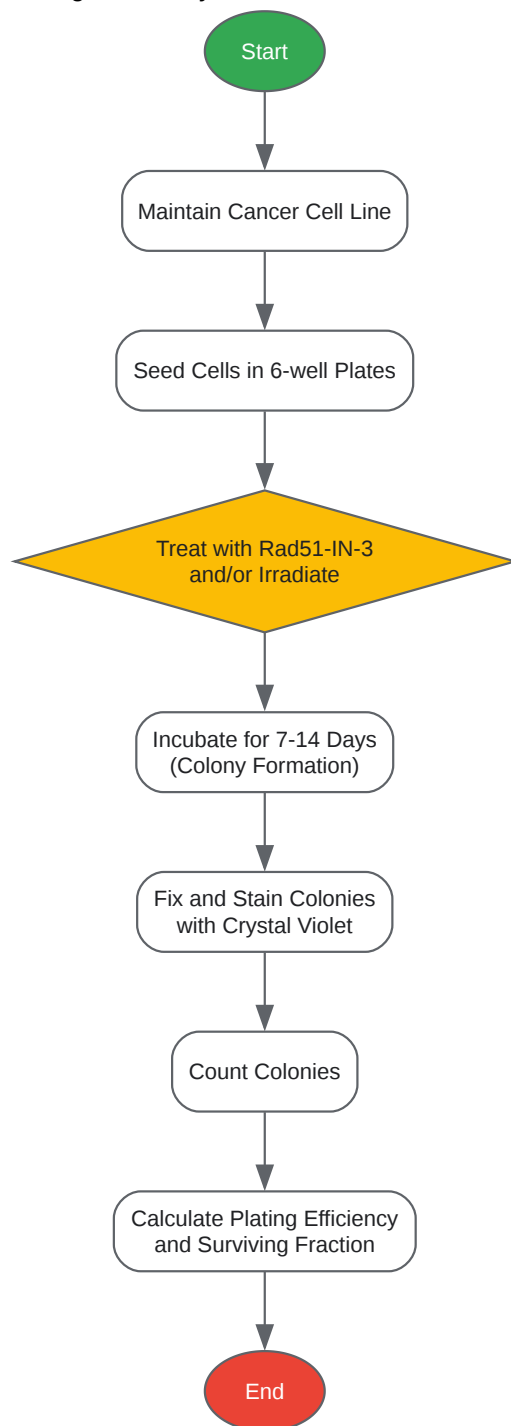 Start
Maintain Cancer Cell Line
Seed Cells in 6-well Plates
Treat with Rad51-IN-3
and/or Irradiate
Incubate for 7-14 Days
(Colony Formation)
Fix and Stain Colonies
with Crystal Violet
Count Colonies
Calculate Plating Efficiency
and Surviving Fraction
End